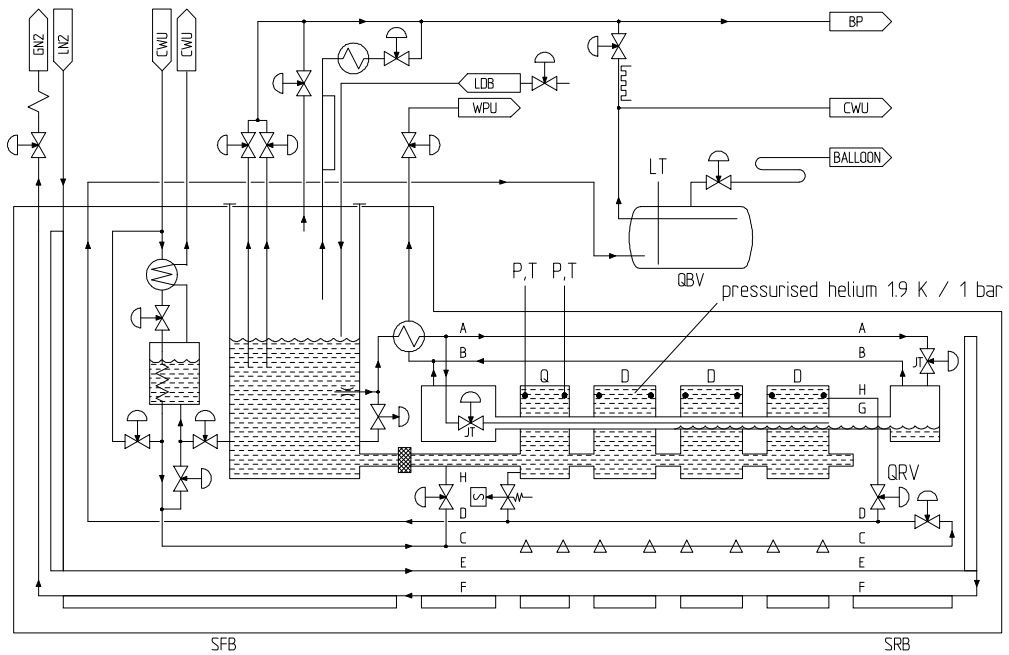 GN2
LN2
CWU
CWU
BP
LDB
WPU
CWU
BALLOON
LT
QBV
P,T
P,T
pressurised helium 1.9 K / 1 bar
A
A
B
B
JT
Q
D
D
D
H
G
JT
H
QRV
S
D
D
C
C
E
E
F
F
SFB
SRB